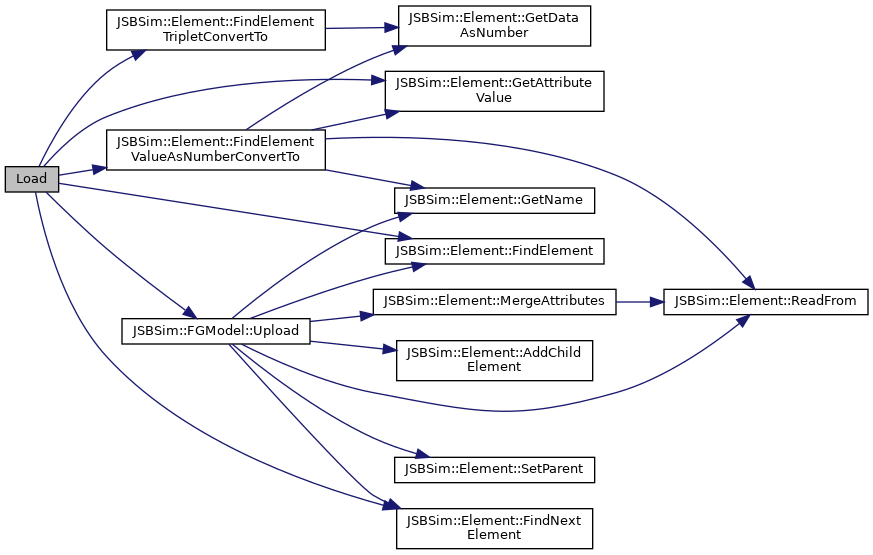 Load
JSBSim::Element::FindElement
TripletConvertTo
JSBSim::Element::FindElement
ValueAsNumberConvertTo
JSBSim::FGModel::Upload
JSBSim::Element::GetData
AsNumber
JSBSim::Element::GetAttribute
Value
JSBSim::Element::GetName
JSBSim::Element::FindElement
JSBSim::Element::MergeAttributes
JSBSim::Element::AddChild
Element
JSBSim::Element::SetParent
JSBSim::Element::FindNext
Element
JSBSim::Element::ReadFrom